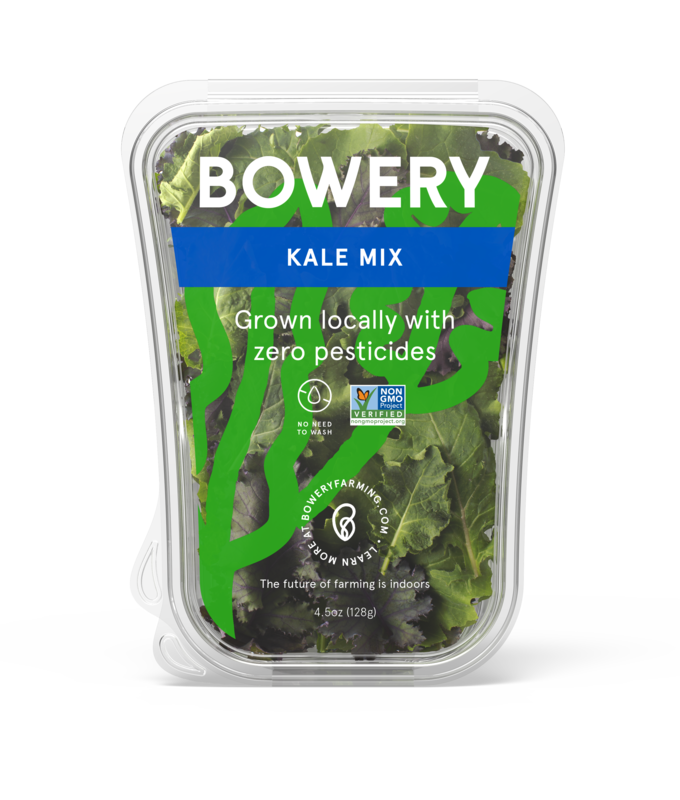 BOWERY
KALE MIX
Grown locally with
zero pesticides
NO NEED
TO WASH
NON
GMO
Project
VERIFIED
nongmoproject.org
LEARN MORE AT BOWERYFARMING.COM •
The future of farming is indoors
4.5oz (128g)